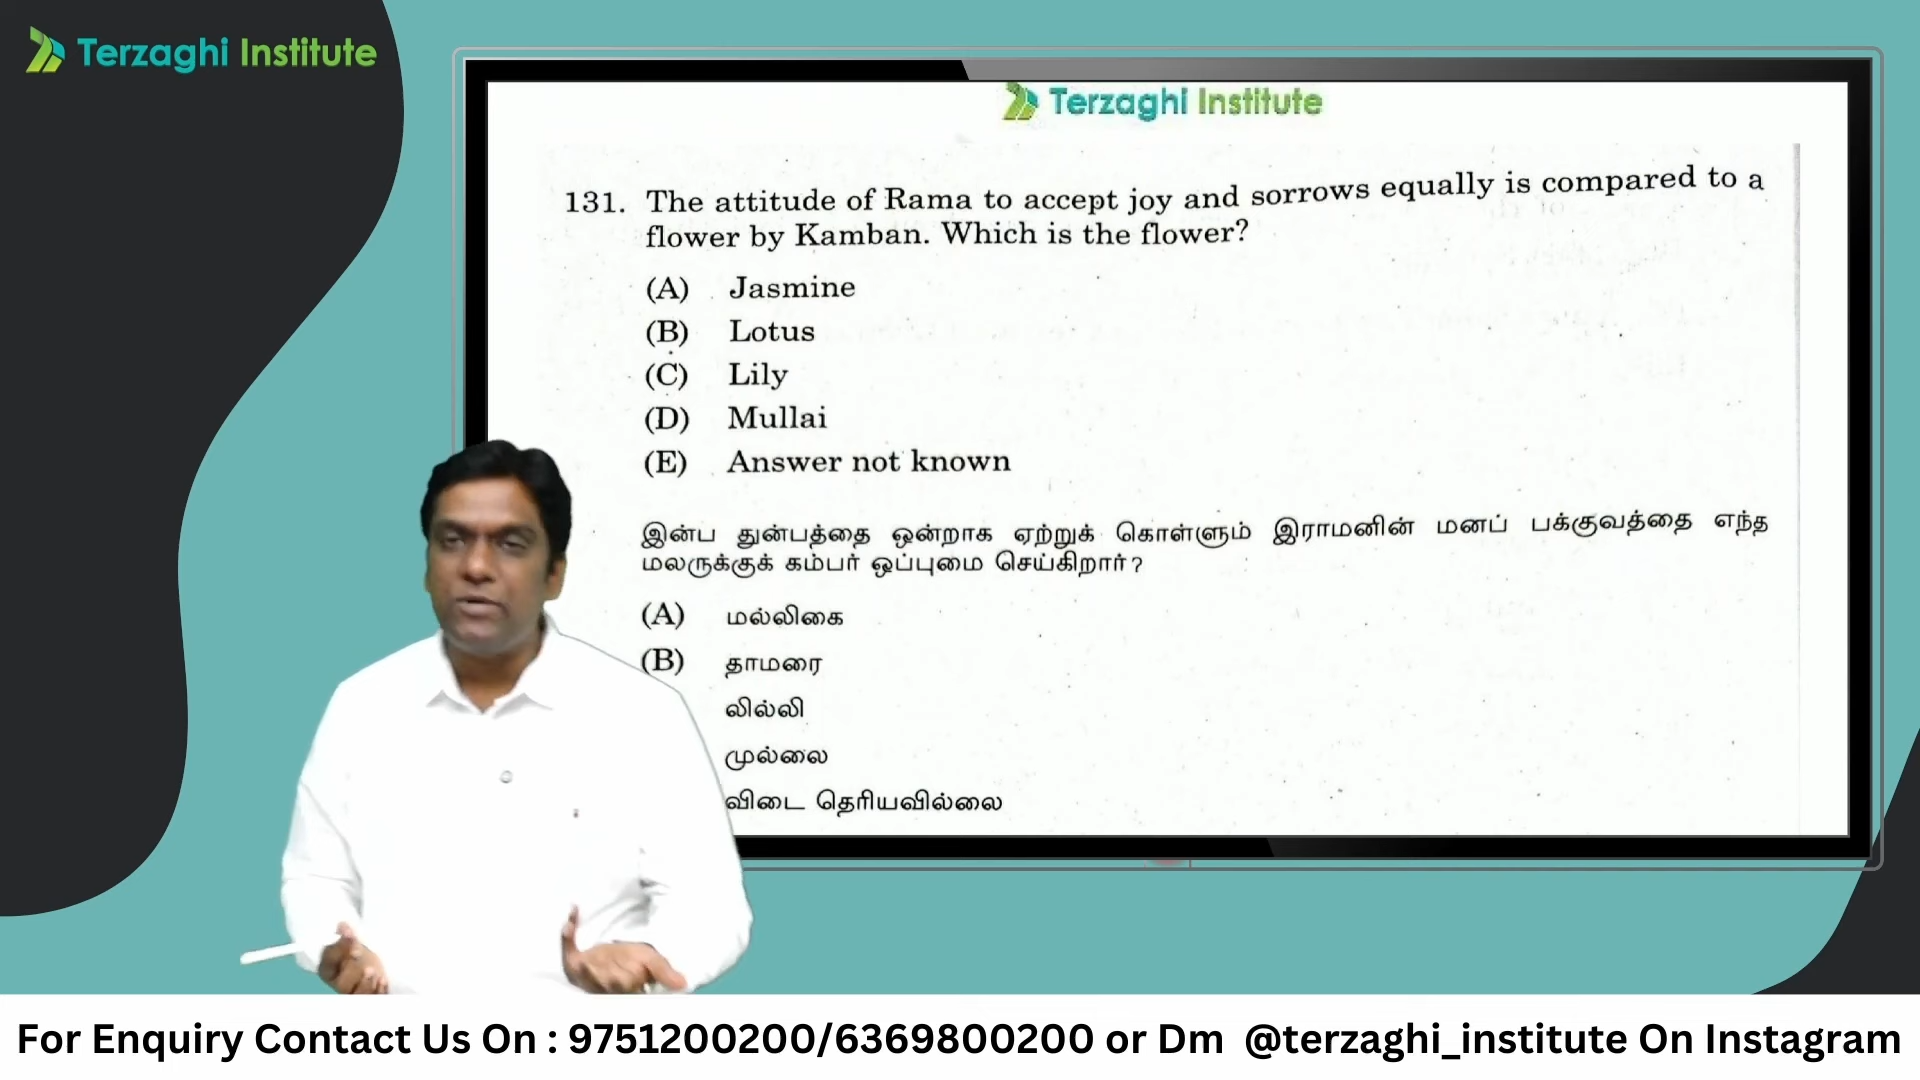 Terzaghi Institute
Terzaghi Institute
131. The attitude of Rama to accept joy and sorrows equally is compared to a
flower by Kamban. Which is the flower?
(A) Jasmine
(B) Lotus
(C) Lily
(D) Mullai
(E) Answer not known
இன்ப துன்பத்தை ஒன்றாக ஏற்றுக் கொள்ளும் இராமனின் மனப் பக்குவத்தை எந்த
மலருக்குக் கம்பர் ஒப்புமை செய்கிறார்?
(A) மல்லிகை
(B) தாமரை
லில்லி
முல்லை
விடை தெரியவில்லை
For Enquiry Contact Us On : 9751200200/6369800200 or Dm @terzaghi_institute On Instagram